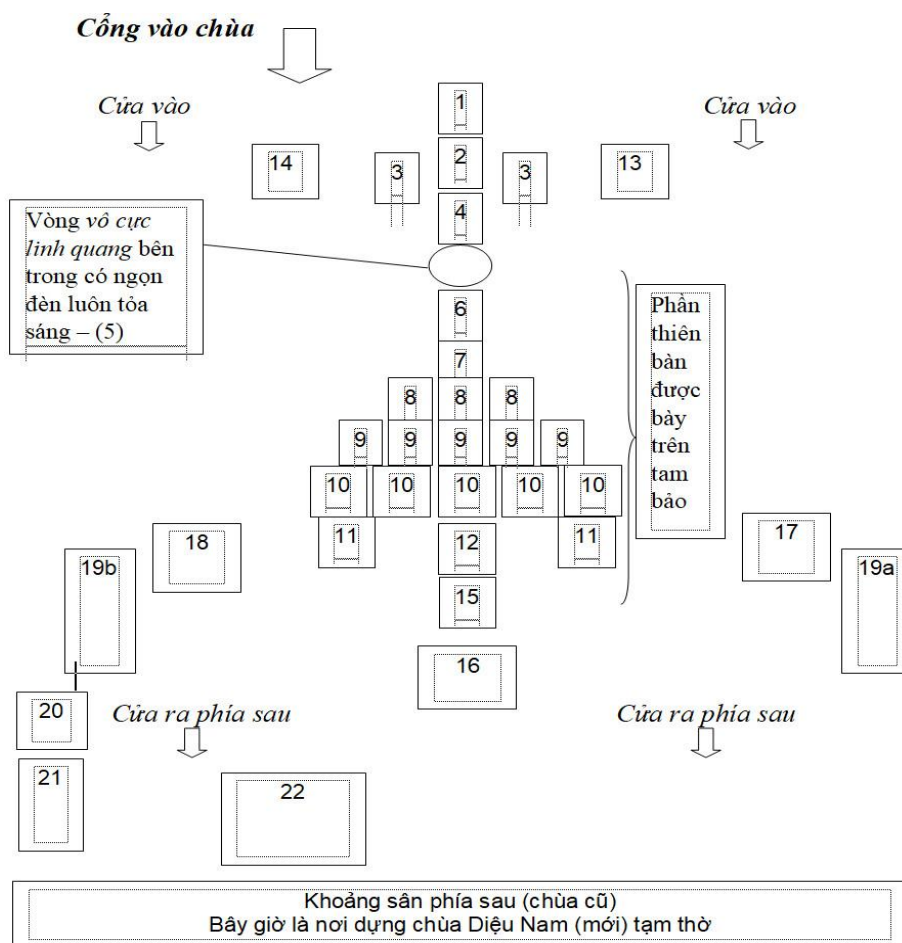 Cổng vào chùa
Cửa vào
Cửa vào
1
2
14
3
3
13
4
Vòng vô cực
linh quang bên
trong có ngọn
đèn luôn tỏa
sáng – (5)
6
7
8
8
8
9
9
9
9
9
10
10
10
10
10
11
12
11
Phần
thiên
bàn
được
bày
trên
tam
bảo
18
17
19b
19a
15
16
20
Cửa ra phía sau
Cửa ra phía sau
21
22
Khoảng sân phía sau (chùa cũ)
Bây giờ là nơi dựng chùa Diệu Nam (mới) tạm thờ